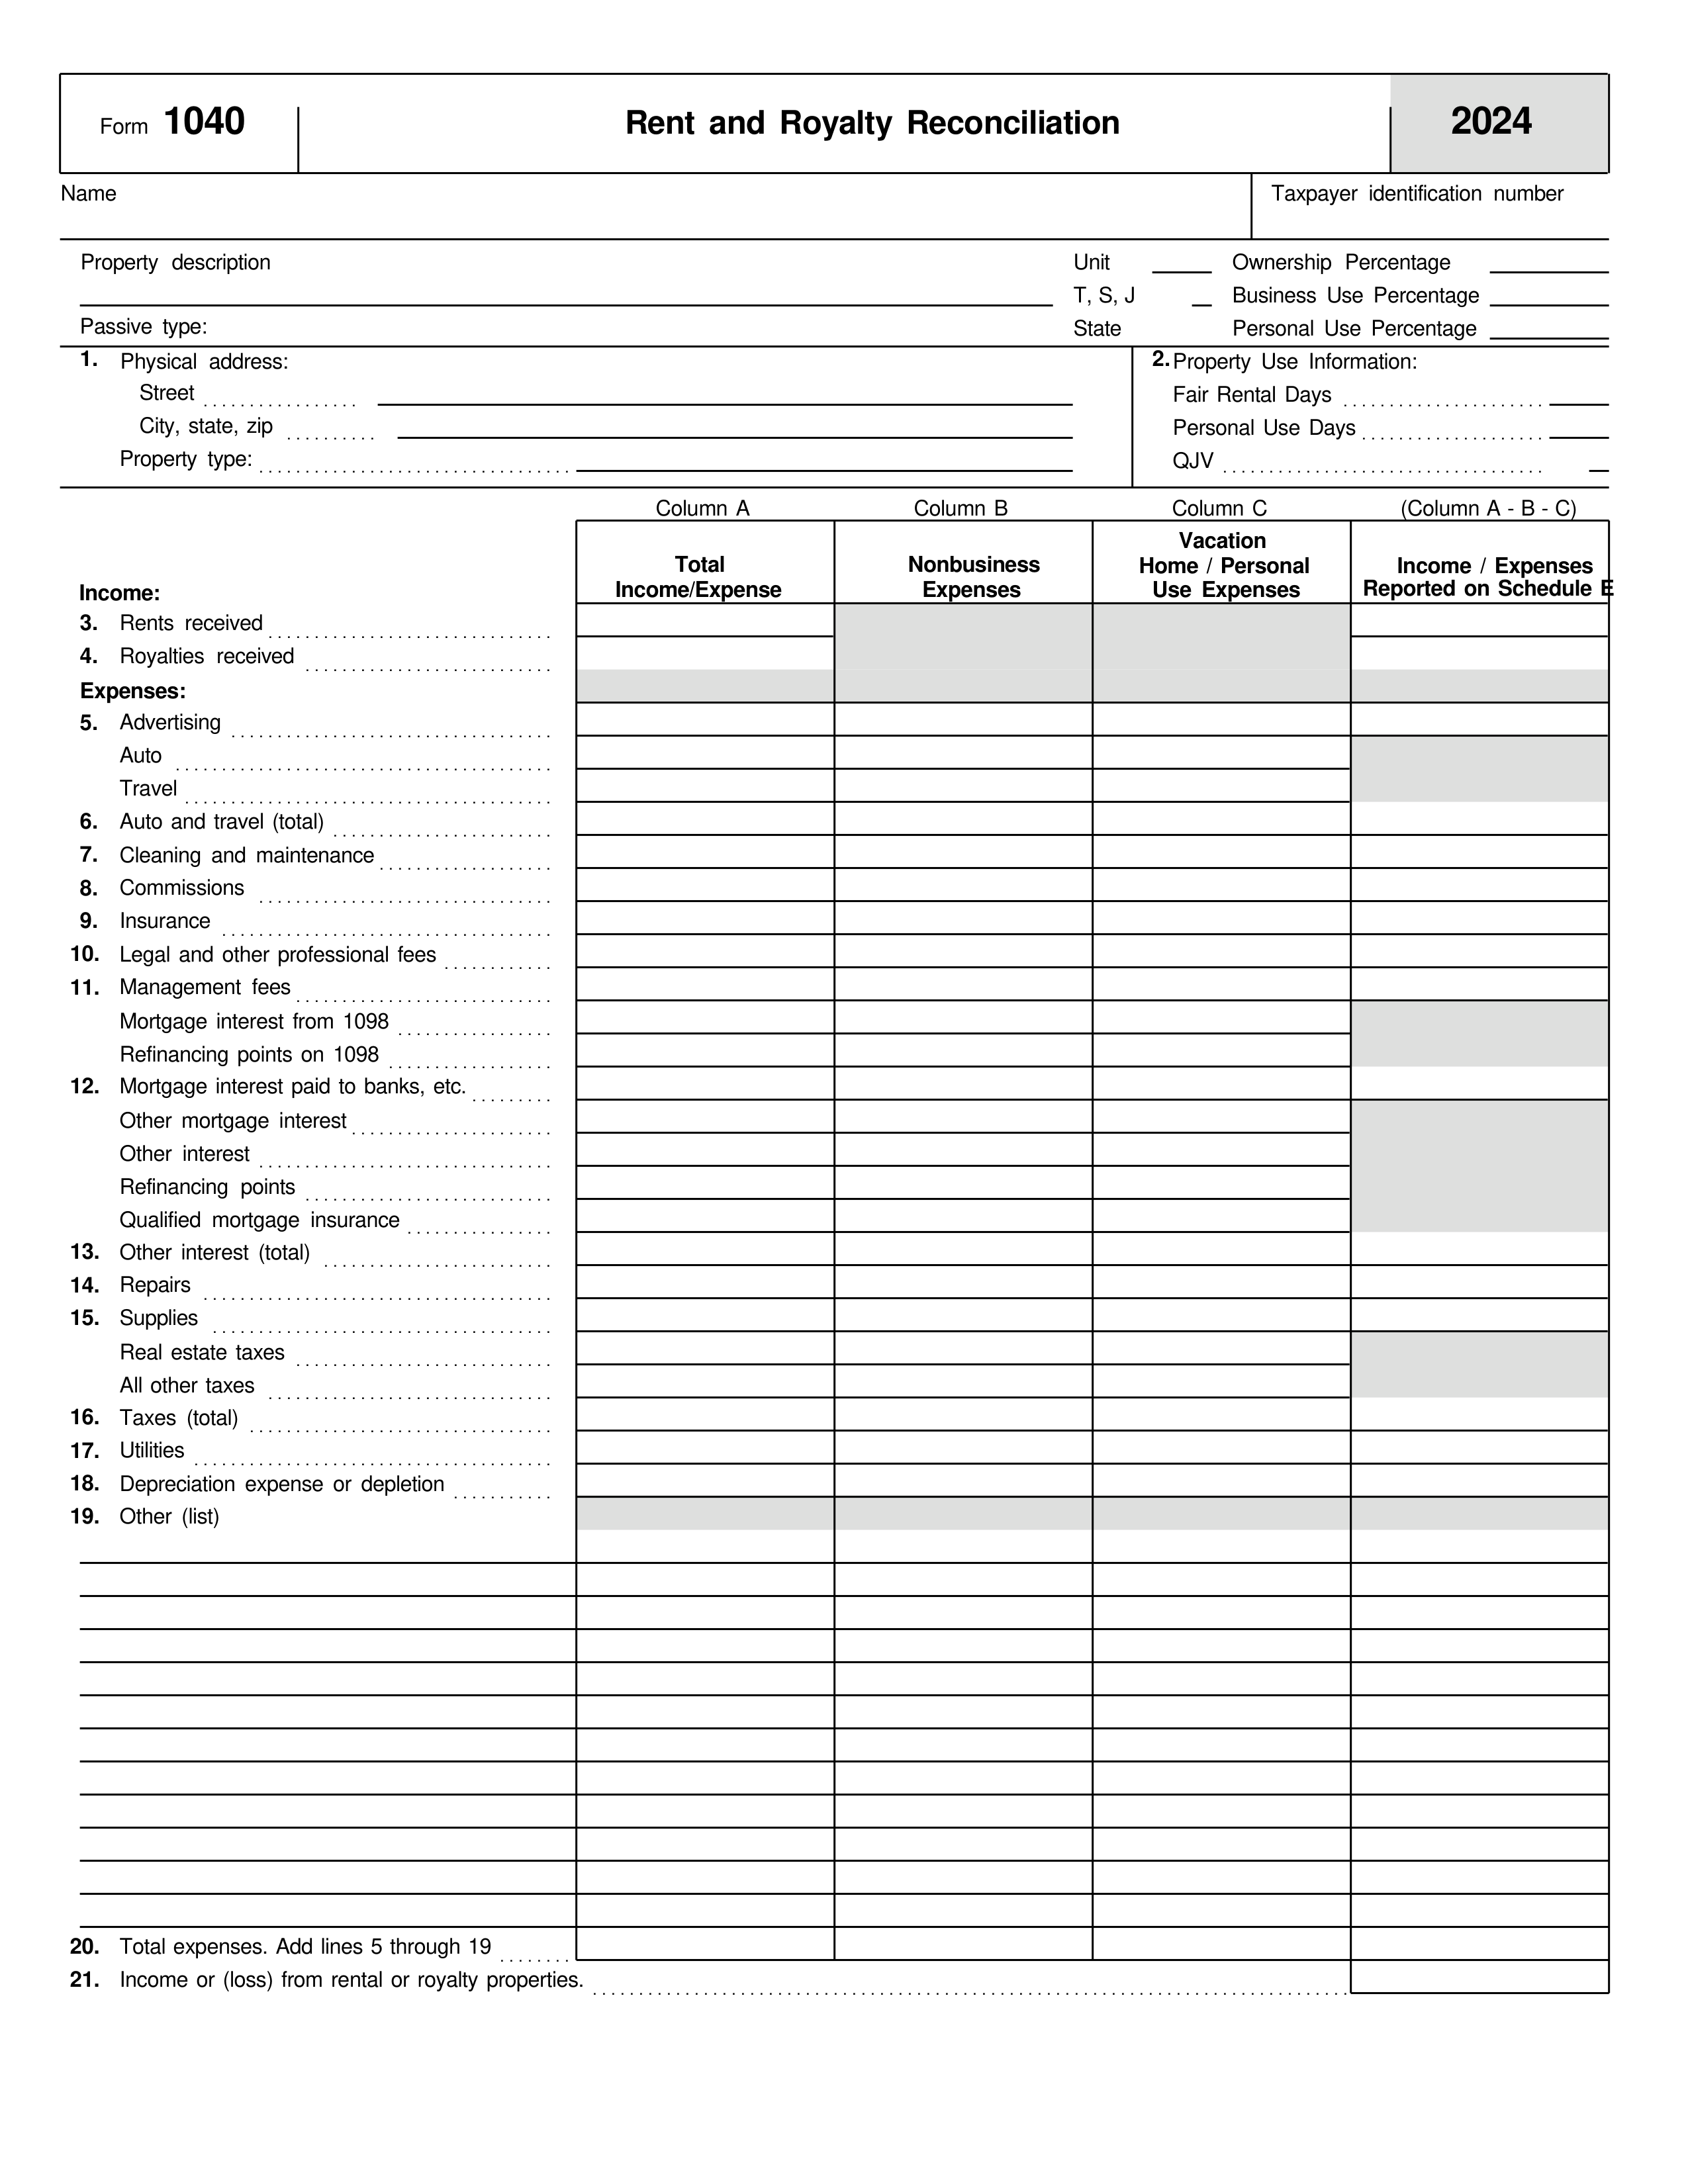 Form 1040 Rent and Royalty Reconciliation 2024
Name Taxpayer identification number
Property description Unit Ownership Percentage
T, S, J Business Use Percentage
Passive type: State Personal Use Percentage
1. Physical address: 2. Property Use Information:
Street Fair Rental Days
City, state, zip Personal Use Days
Property type: QJV
Column A Column B Column C (Column A - B - C)
Vacation
Total Nonbusiness Home / Personal Income / Expenses
Income: Income/Expense Expenses Use Expenses Reported on Schedule E
3. Rents received
4. Royalties received
Expenses:
5. Advertising
Auto
Travel
6. Auto and travel (total)
7. Cleaning and maintenance
8. Commissions
9. Insurance
10. Legal and other professional fees
11. Management fees
Mortgage interest from 1098
Refinancing points on 1098
12. Mortgage interest paid to banks, etc.
Other mortgage interest
Other interest
Refinancing points
Qualified mortgage insurance
13. Other interest (total)
14. Repairs
15. Supplies
Real estate taxes
All other taxes
16. Taxes (total)
17. Utilities
18. Depreciation expense or depletion
19. Other (list)
20. Total expenses. Add lines 5 through 19
21. Income or (loss) from rental or royalty properties.